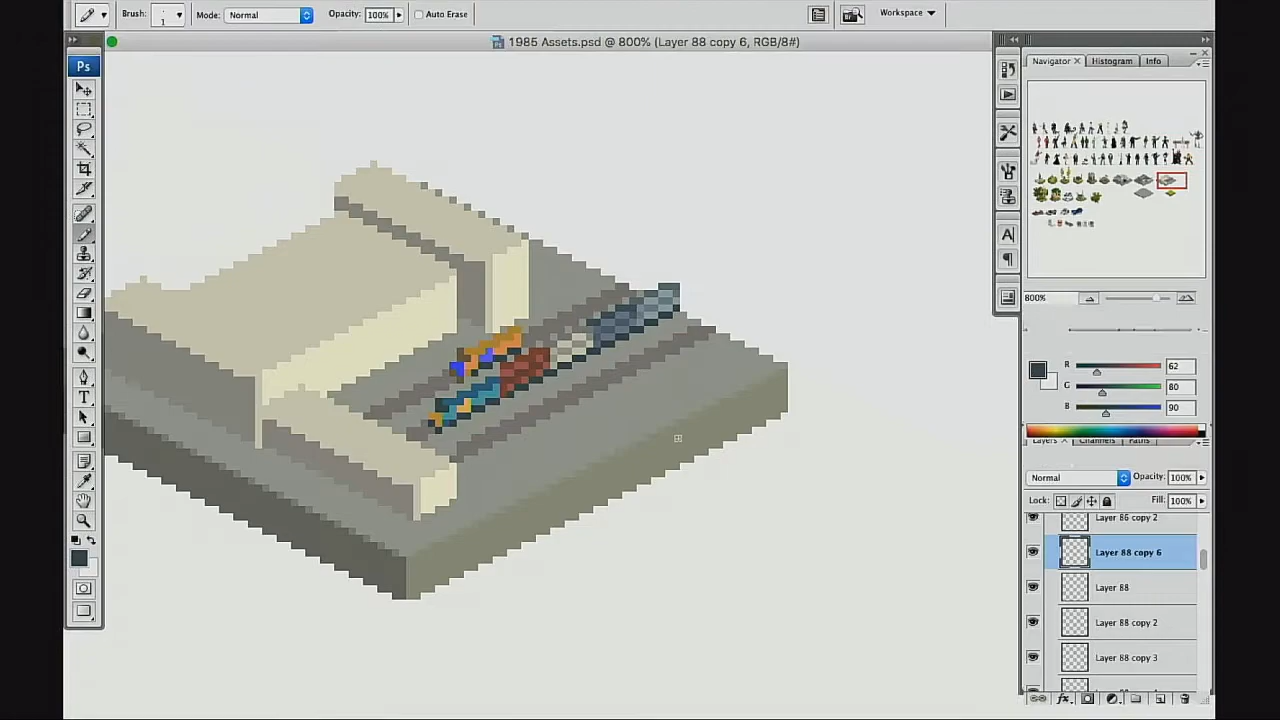 Brush: 1 Mode: Normal Opacity: 100% Auto Erase Workspace
1985 Assets.psd @ 800% (Layer 88 copy 6, RGB/8#)
Ps
Navigator Histogram Info
800%
R 62
G 80
B 90
Layers Channels Paths
Normal Opacity: 100%
Lock: Fill: 100%
Layer 86 copy 2
Layer 88 copy 6
Layer 88
Layer 88 copy 2
Layer 88 copy 3